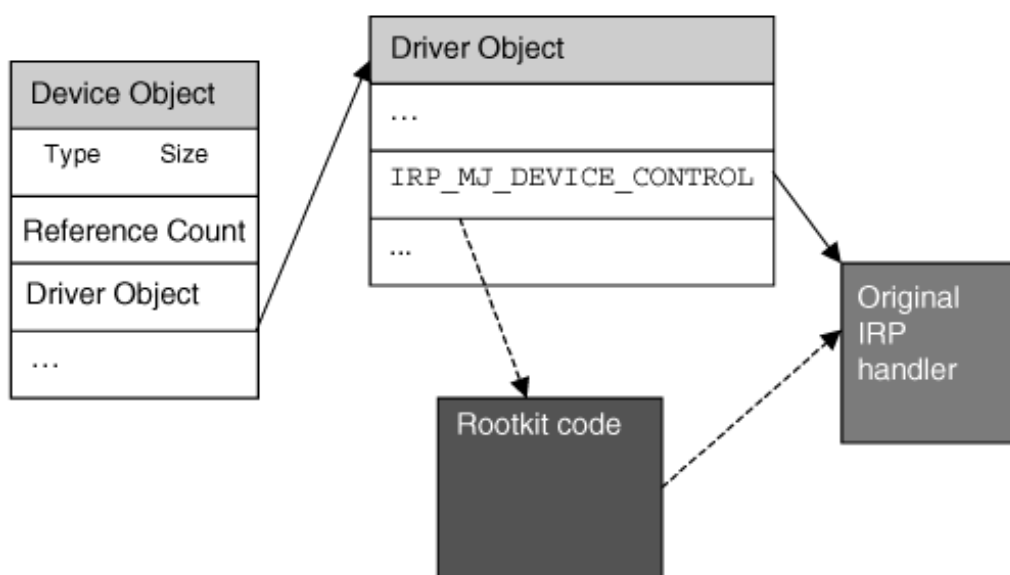 Device Object
Type Size
Reference Count
Driver Object
...
Driver Object
...
IRP_MJ_DEVICE_CONTROL
...
Rootkit code
Original
IRP
handler